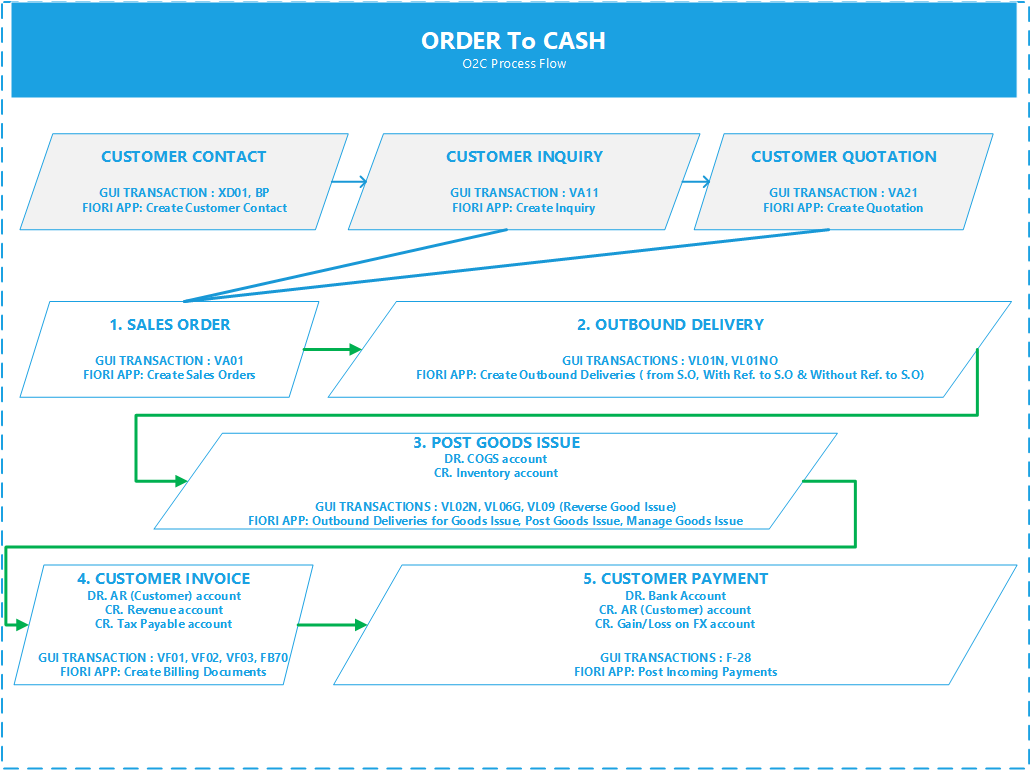 ORDER To CASH
O2C Process Flow
CUSTOMER CONTACT
GUI TRANSACTION : XD01, BP
FIORI APP: Create Customer Contact
CUSTOMER INQUIRY
GUI TRANSACTION : VA11
FIORI APP: Create Inquiry
CUSTOMER QUOTATION
GUI TRANSACTION : VA21
FIORI APP: Create Quotation
1. SALES ORDER
GUI TRANSACTION : VA01
FIORI APP: Create Sales Orders
2. OUTBOUND DELIVERY
GUI TRANSACTIONS : VL01N, VL01NO
FIORI APP: Create Outbound Deliveries ( from S.O, With Ref. to S.O & Without Ref. to S.O)
3. POST GOODS ISSUE
DR. COGS account
CR. Inventory account
GUI TRANSACTIONS : VL02N, VL06G, VL09 (Reverse Good Issue)
FIORI APP: Outbound Deliveries for Goods Issue, Post Goods Issue, Manage Goods Issue
4. CUSTOMER INVOICE
DR. AR (Customer) account
CR. Revenue account
CR. Tax Payable account
GUI TRANSACTION : VF01, VF02, VF03, FB70
FIORI APP: Create Billing Documents
5. CUSTOMER PAYMENT
DR. Bank Account
CR. AR (Customer) account
CR. Gain/Loss on FX account
GUI TRANSACTIONS : F-28
FIORI APP: Post Incoming Payments